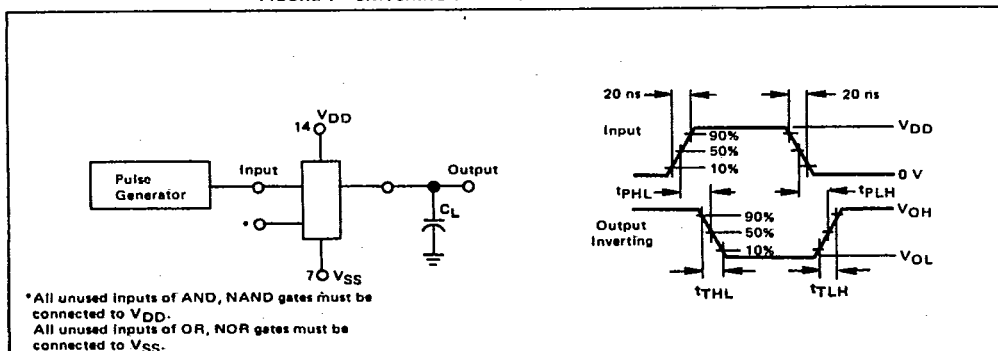 14
VDD
Pulse
Generator
Input
Output
*
CL
7
VSS
*All unused inputs of AND, NAND gates must be
connected to VDD.
All unused inputs of OR, NOR gates must be
connected to VSS.
20 ns
20 ns
Input
90%
50%
10%
VDD
0 V
tPHL
tPLH
Output
Inverting
90%
50%
10%
VOH
VOL
tTHL
tTLH